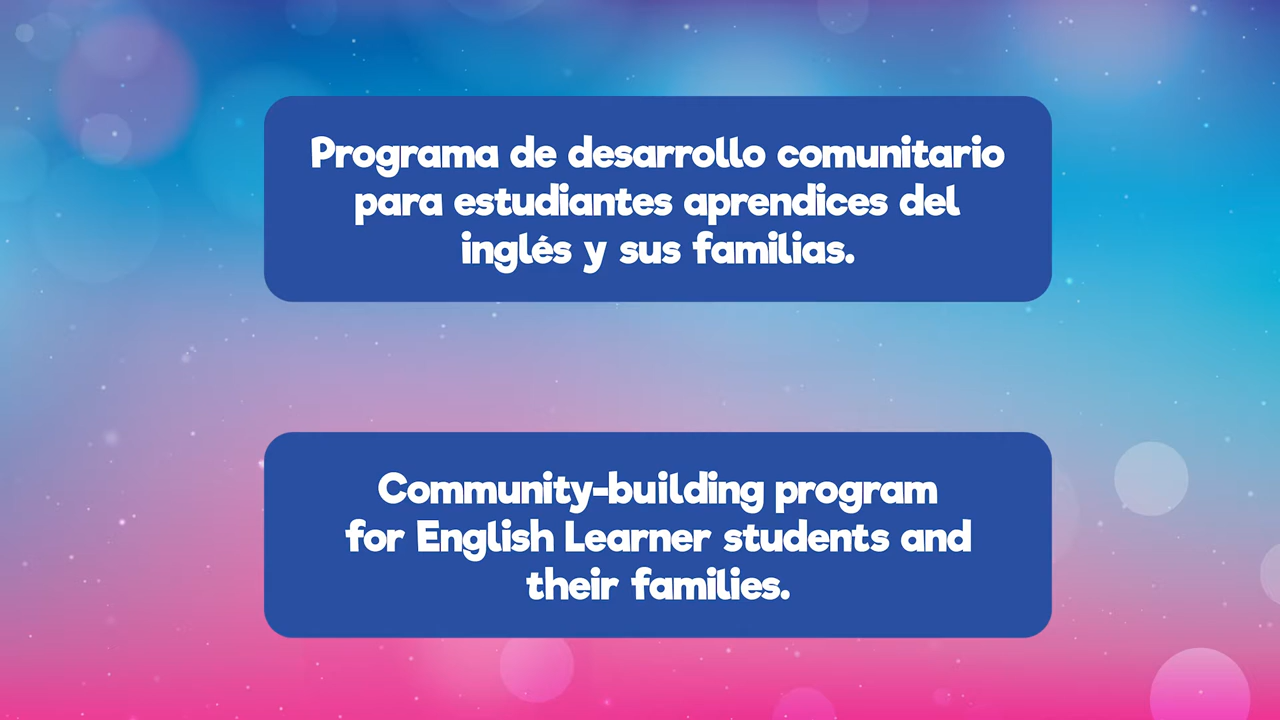 Programa de desarrollo comunitario
para estudiantes aprendices del
inglés y sus familias.
Community-building program
for English Learner students and
their families.